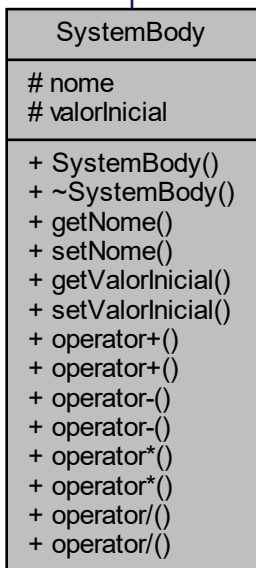 SystemBody
# nome
# valorInicial
+ SystemBody()
+ ~SystemBody()
+ getNome()
+ setNome()
+ getValorInicial()
+ setValorInicial()
+ operator+()
+ operator+()
+ operator-()
+ operator-()
+ operator*()
+ operator*()
+ operator/()
+ operator/()